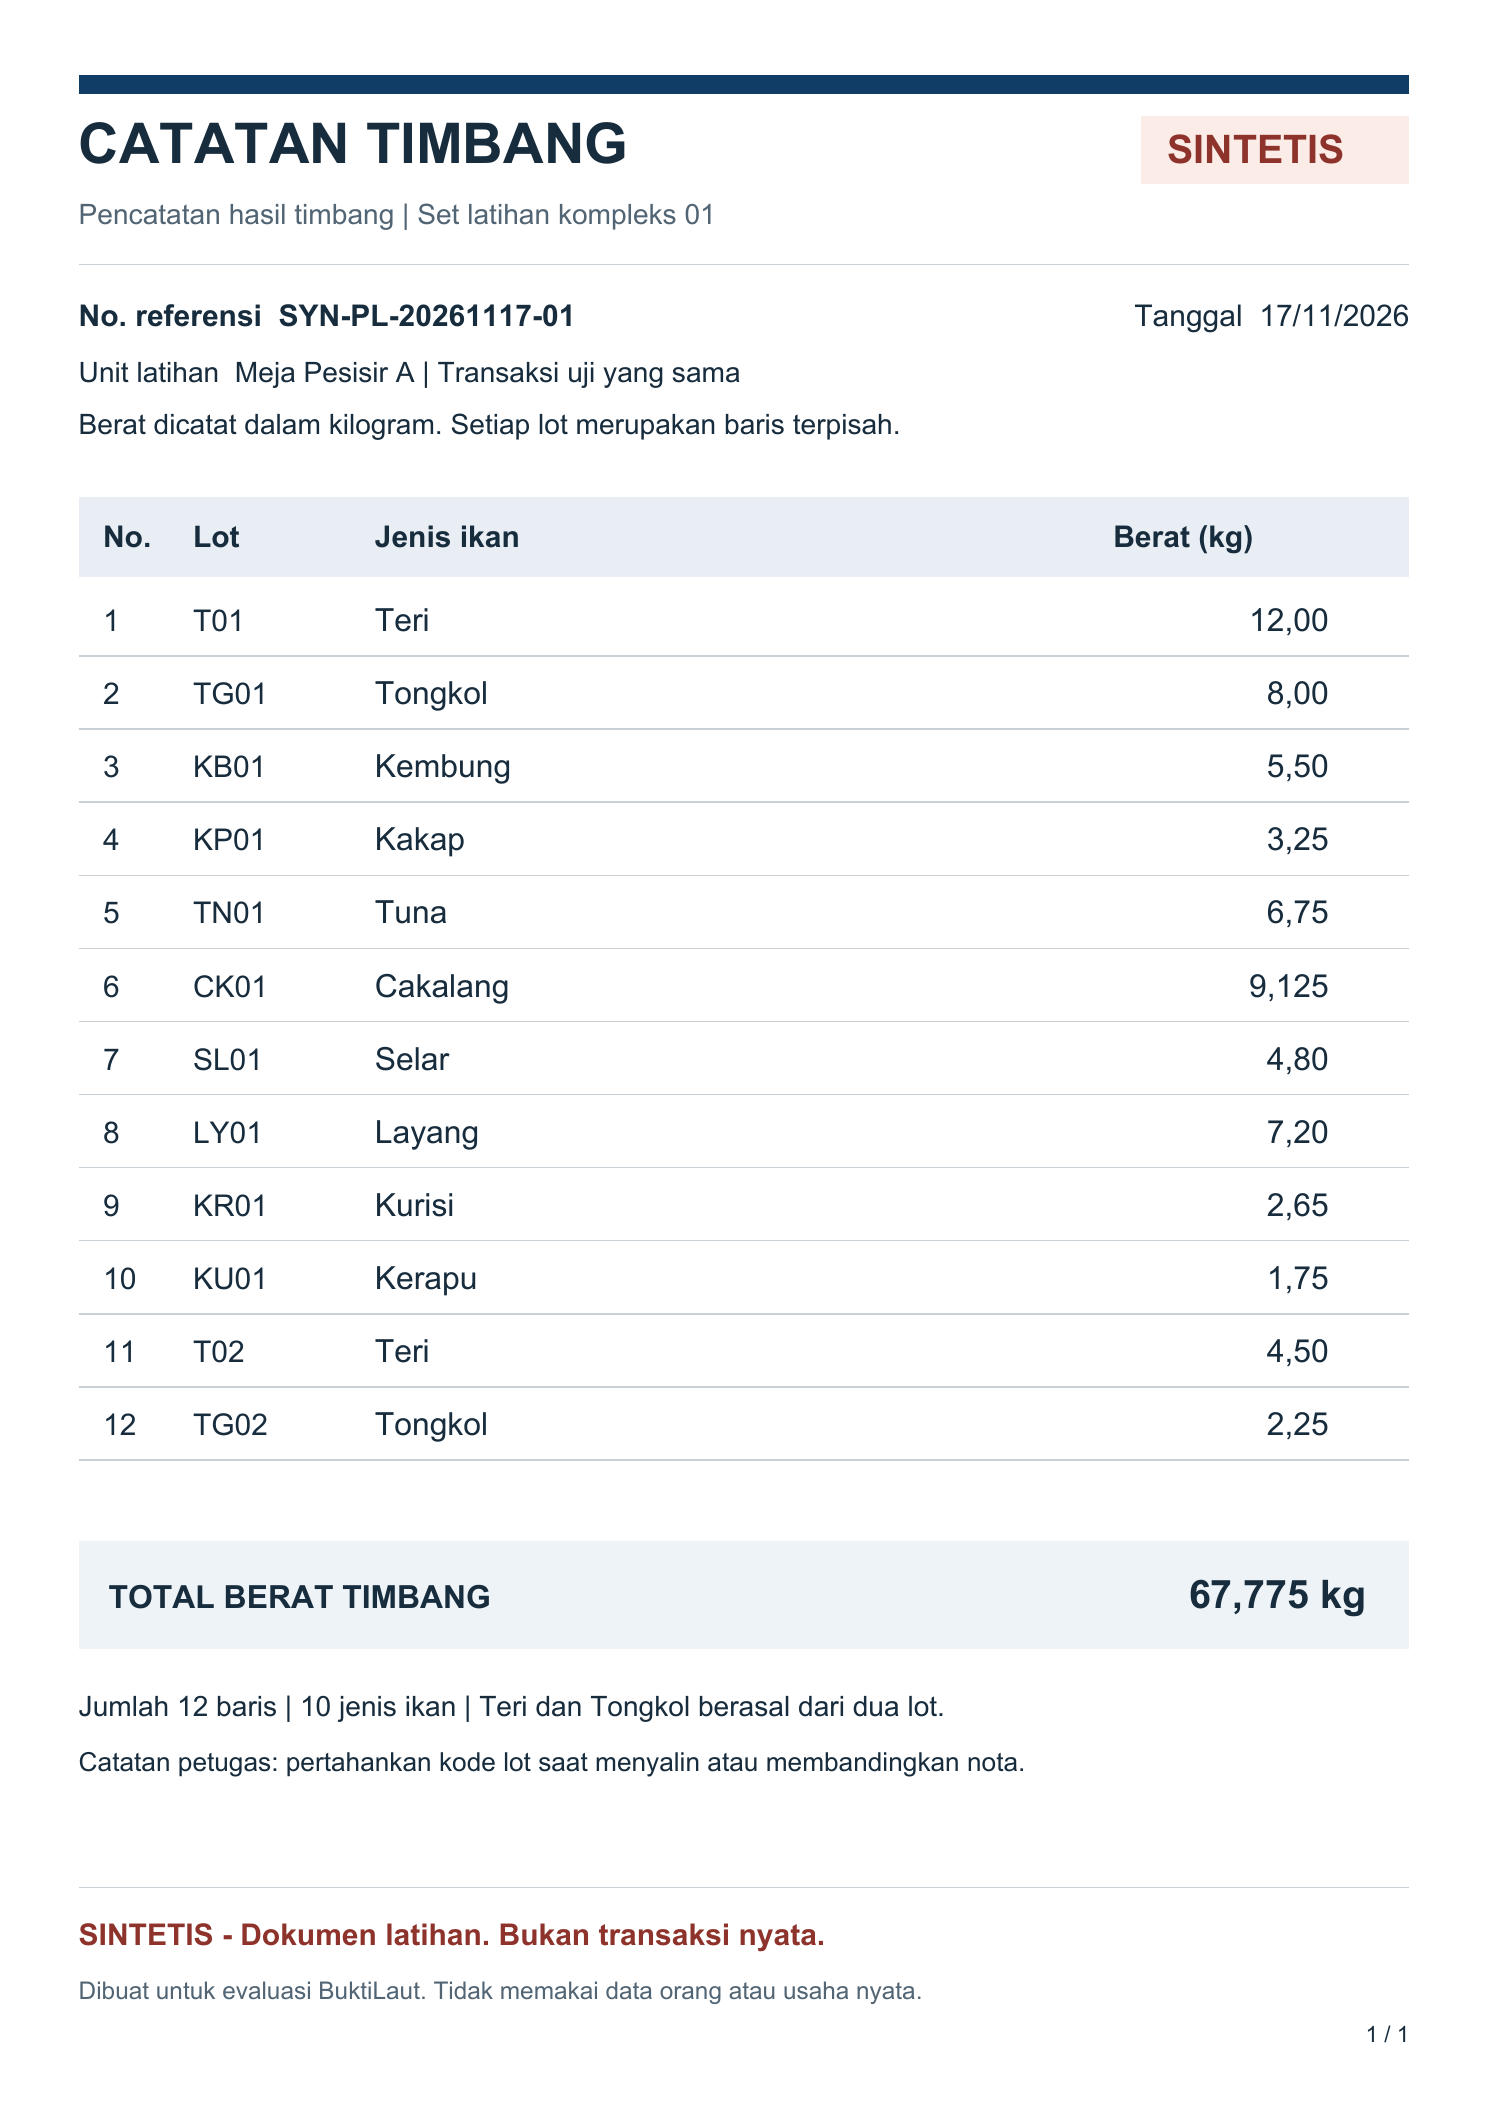 CATATAN TIMBANG
SINTETIS
Pencatatan hasil timbang | Set latihan kompleks 01
No. referensi SYN-PL-20261117-01 Tanggal 17/11/2026
Unit latihan Meja Pesisir A | Transaksi uji yang sama
Berat dicatat dalam kilogram. Setiap lot merupakan baris terpisah.
No. Lot Jenis ikan Berat (kg)
1 T01 Teri 12,00
2 TG01 Tongkol 8,00
3 KB01 Kembung 5,50
4 KP01 Kakap 3,25
5 TN01 Tuna 6,75
6 CK01 Cakalang 9,125
7 SL01 Selar 4,80
8 LY01 Layang 7,20
9 KR01 Kurisi 2,65
10 KU01 Kerapu 1,75
11 T02 Teri 4,50
12 TG02 Tongkol 2,25
TOTAL BERAT TIMBANG 67,775 kg
Jumlah 12 baris | 10 jenis ikan | Teri dan Tongkol berasal dari dua lot.
Catatan petugas: pertahankan kode lot saat menyalin atau membandingkan nota.
SINTETIS - Dokumen latihan. Bukan transaksi nyata.
Dibuat untuk evaluasi BuktiLaut. Tidak memakai data orang atau usaha nyata.
1 / 1